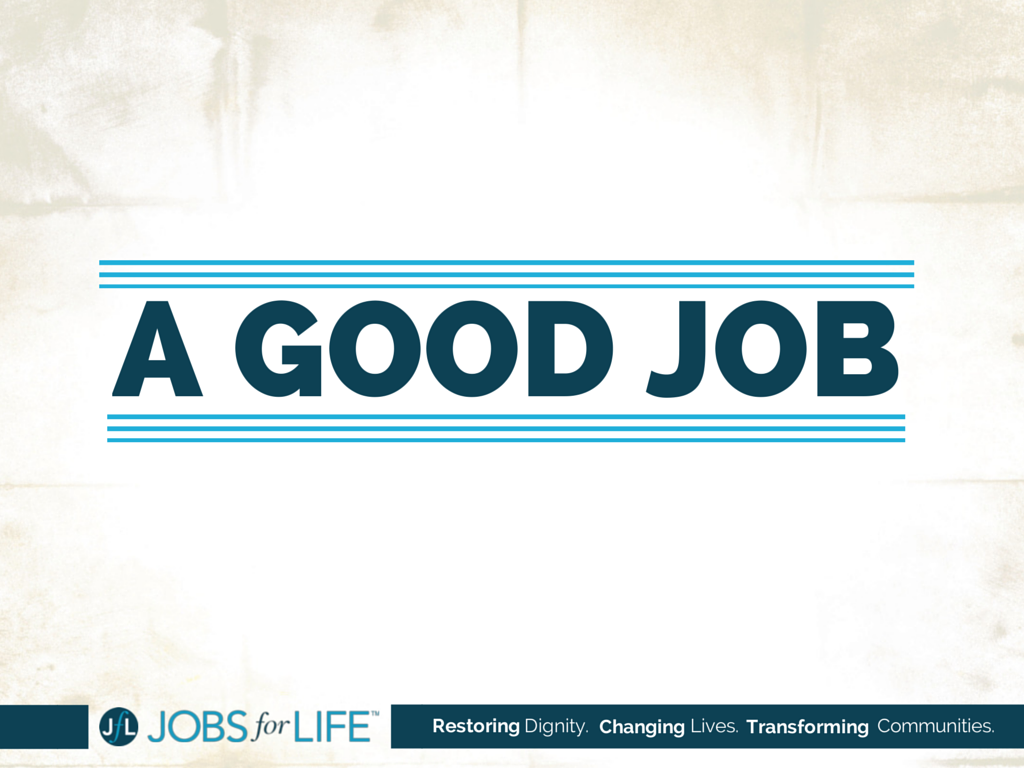 A GOOD JOB
JfL JOBS for LIFE™ Restoring Dignity. Changing Lives. Transforming Communities.